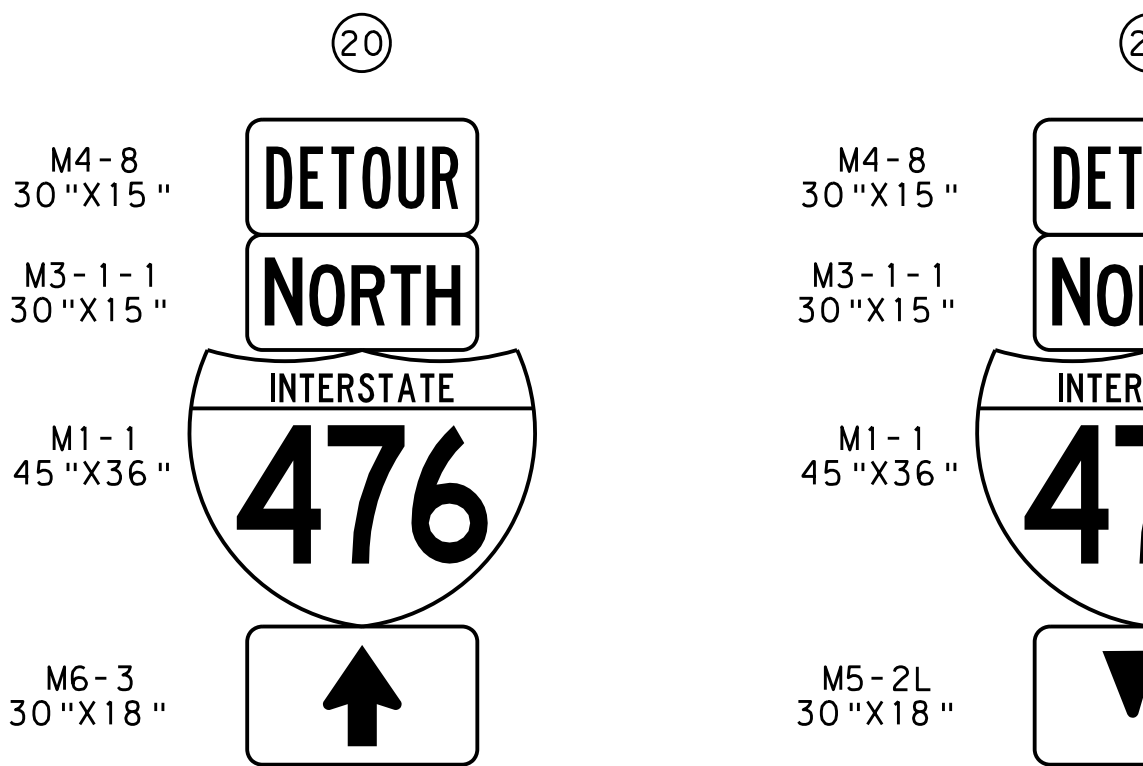 20
M4-8
30"X15"
DETOUR
M3-1-1
30"X15"
NORTH
INTERSTATE
M1-1
45"X36"
476
M6-3
30"X18"
2
M4-8
30"X15"
DET
M3-1-1
30"X15"
NO
INTER
M1-1
45"X36"
47
M5-2L
30"X18"